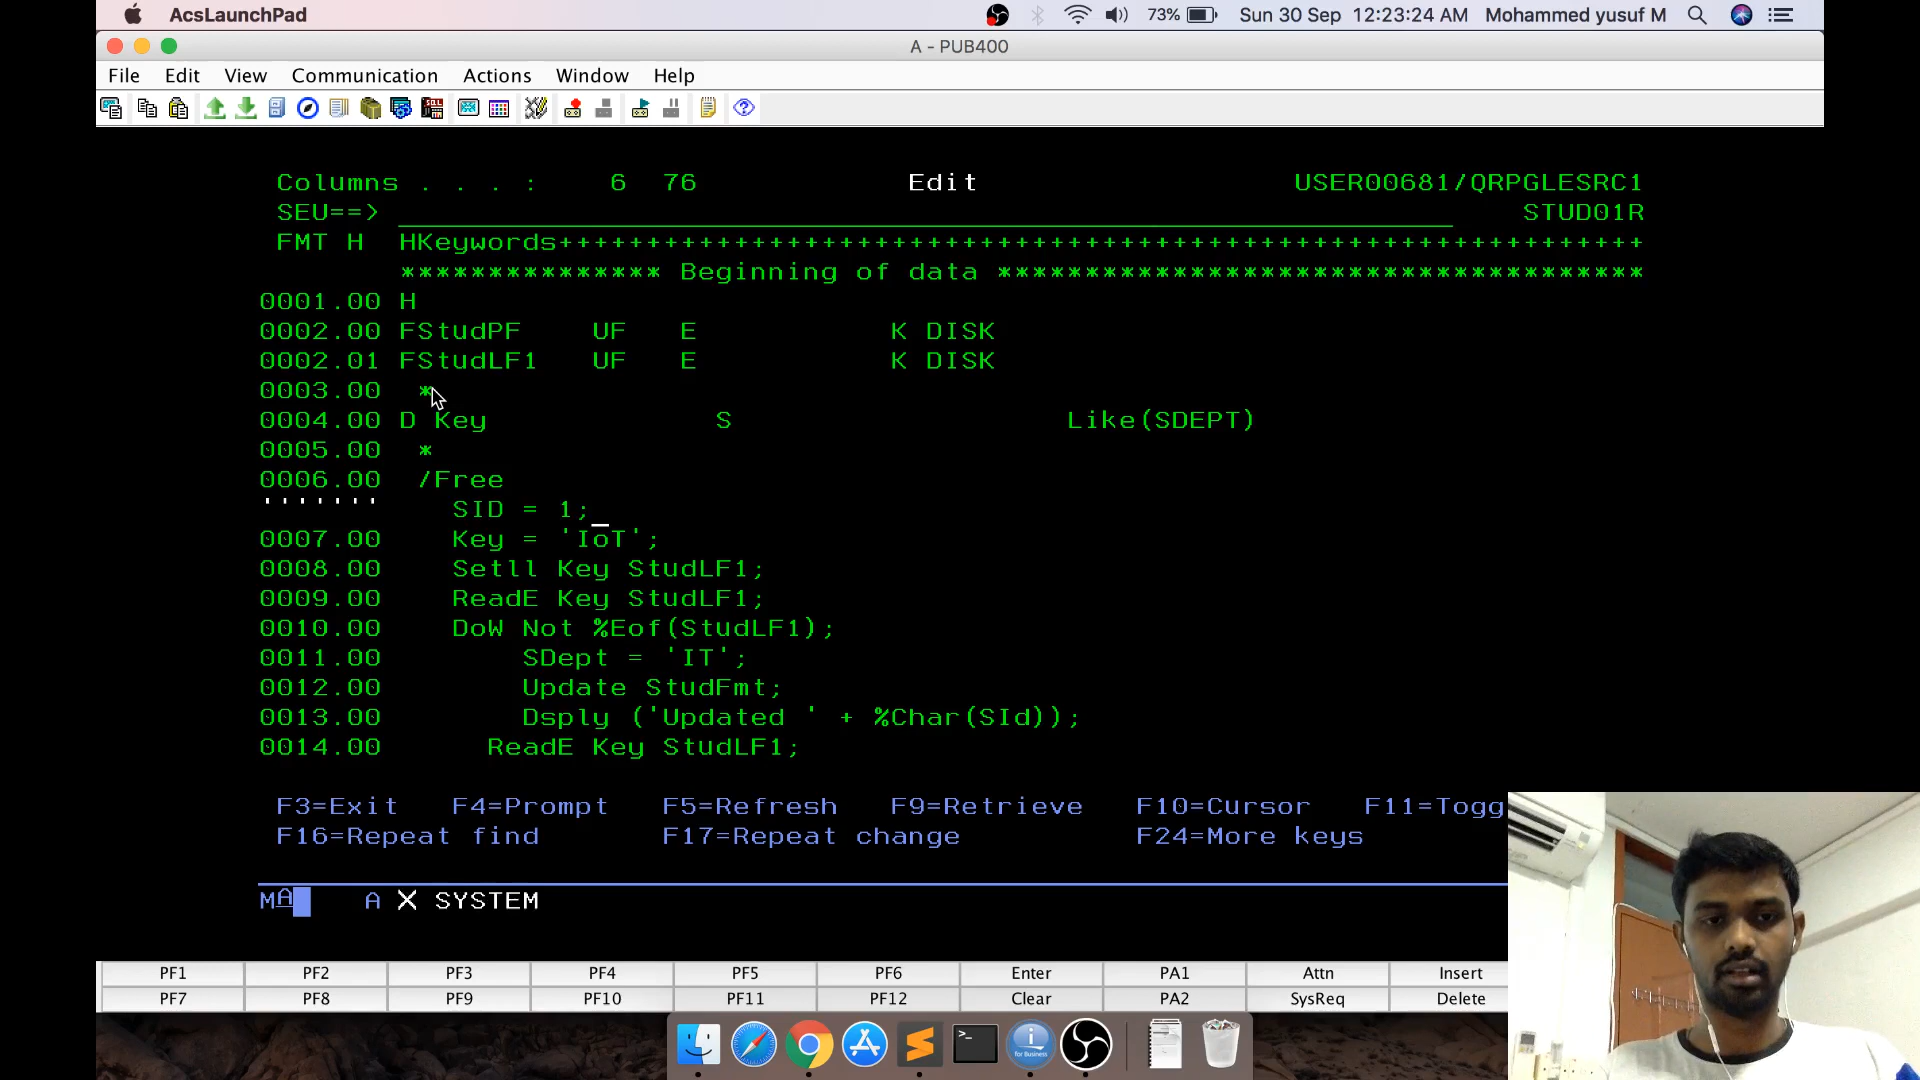 AcsLaunchPad 73% Sun 30 Sep 12:23:24 AM Mohammed yusuf M
A - PUB400
File Edit View Communication Actions Window Help
Columns . . . : 6 76 Edit USER00681/QRPGLESRC1
SEU==> STUD01R
FMT H HKeywords++++++++++++++++++++++++++++++++++++++++++++++++++++++++++++++
*************** Beginning of data *************************************
0001.00 H
0002.00 FStudPF UF E K DISK
0002.01 FStudLF1 UF E K DISK
0003.00 *
0004.00 D Key S Like(SDEPT)
0005.00 *
0006.00 /Free
''''''' SID = 1;_
0007.00 Key = 'IoT';
0008.00 Setll Key StudLF1;
0009.00 ReadE Key StudLF1;
0010.00 DoW Not %Eof(StudLF1);
0011.00 SDept = 'IT';
0012.00 Update StudFmt;
0013.00 Dsply ('Updated ' + %Char(SId));
0014.00 ReadE Key StudLF1;
F3=Exit F4=Prompt F5=Refresh F9=Retrieve F10=Cursor F11=Togg
F16=Repeat find F17=Repeat change F24=More keys
MA A X SYSTEM
PF1 PF2 PF3 PF4 PF5 PF6 Enter PA1 Attn Insert
PF7 PF8 PF9 PF10 PF11 PF12 Clear PA2 SysReq Delete
for Business